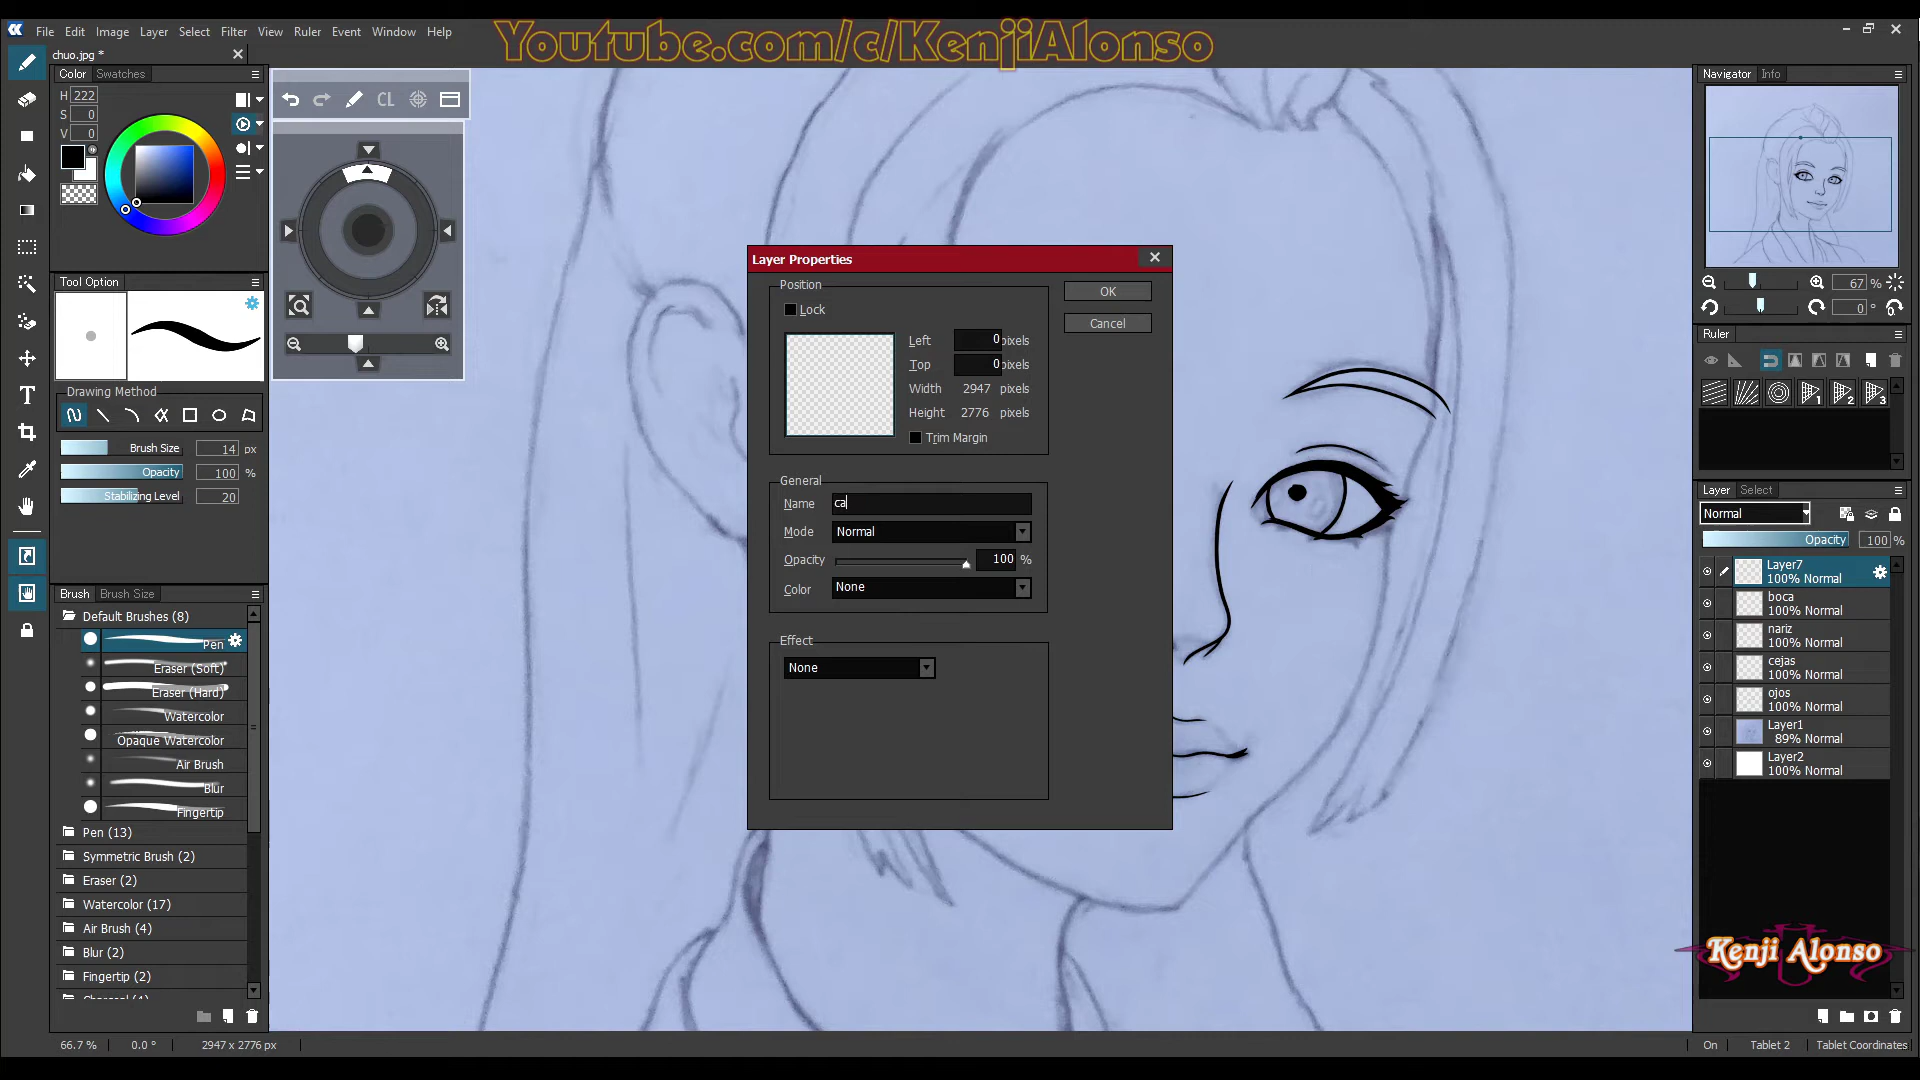 Youtube.com/c/KenjiAlonso
File Edit Image Layer Select Filter View Ruler Event Window Help
chuo.jpg *
Color Swatches
H 222
S 0
V 0
CL
Tool Option
Drawing Method
Brush Size 14 px
Opacity 100 %
Stabilizing Level 20
Brush Brush Size
Default Brushes (8)
Pen
Eraser (Soft)
Eraser (Hard)
Watercolor
Opaque Watercolor
Air Brush
Blur
Fingertip
Pen (13)
Symmetric Brush (2)
Eraser (2)
Watercolor (17)
Air Brush (4)
Blur (2)
Fingertip (2)
Charcoal (4)
Layer Properties
Position
Lock
Left 0 pixels
Top 0 pixels
Width 2947 pixels
Height 2776 pixels
Trim Margin
OK
Cancel
General
Name ca
Mode Normal
Opacity 100 %
Color None
Effect
None
Navigator Info
67 %
0 °
Ruler
1 2 3
Layer Select
Normal
Opacity 100 %
Layer7
100% Normal
boca
100% Normal
nariz
100% Normal
cejas
100% Normal
ojos
100% Normal
Layer1
89% Normal
Layer2
100% Normal
Kenji Alonso
66.7 % 0.0 ° 2947 x 2776 px
On Tablet 2 Tablet Coordinates